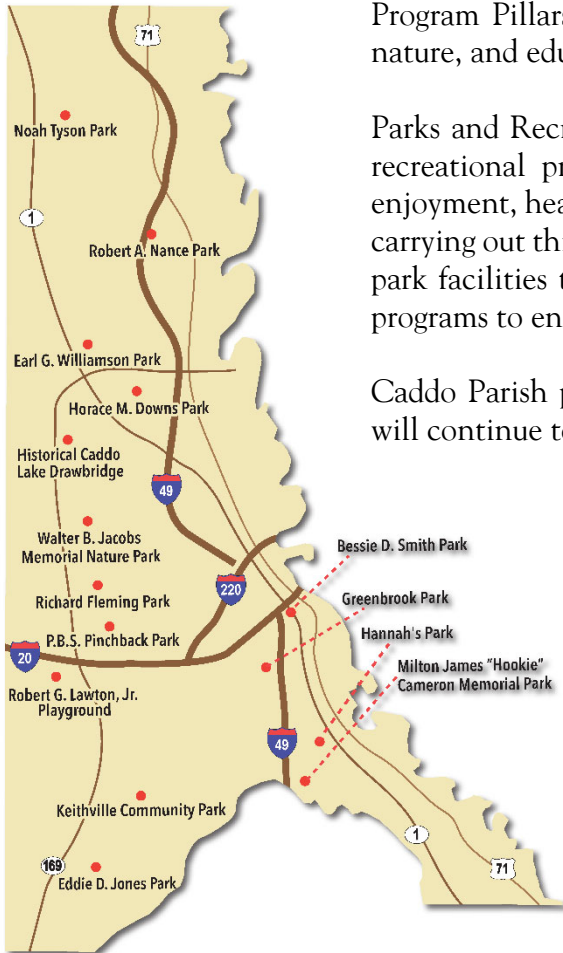 Program Pillars
nature, and edu
Parks and Recr
recreational pr
enjoyment, hea
carrying out thi
park facilities t
programs to en
Caddo Parish p
will continue to
71
Noah Tyson Park
1
Robert A. Nance Park
Earl G. Williamson Park
Horace M. Downs Park
Historical Caddo
Lake Drawbridge
49
Walter B. Jacobs
Memorial Nature Park
Bessie D. Smith Park
220
Richard Fleming Park
Greenbrook Park
P.B.S. Pinchback Park
Hannah's Park
20
Milton James "Hookie"
Cameron Memorial Park
Robert G. Lawton, Jr.
Playground
49
Keithville Community Park
1
169
71
Eddie D. Jones Park